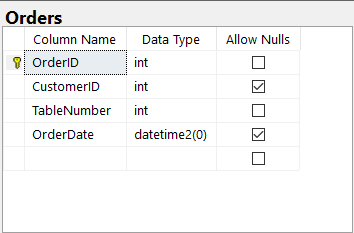 Orders
Column Name Data Type Allow Nulls
OrderID int
CustomerID int
TableNumber int
OrderDate datetime2(0)